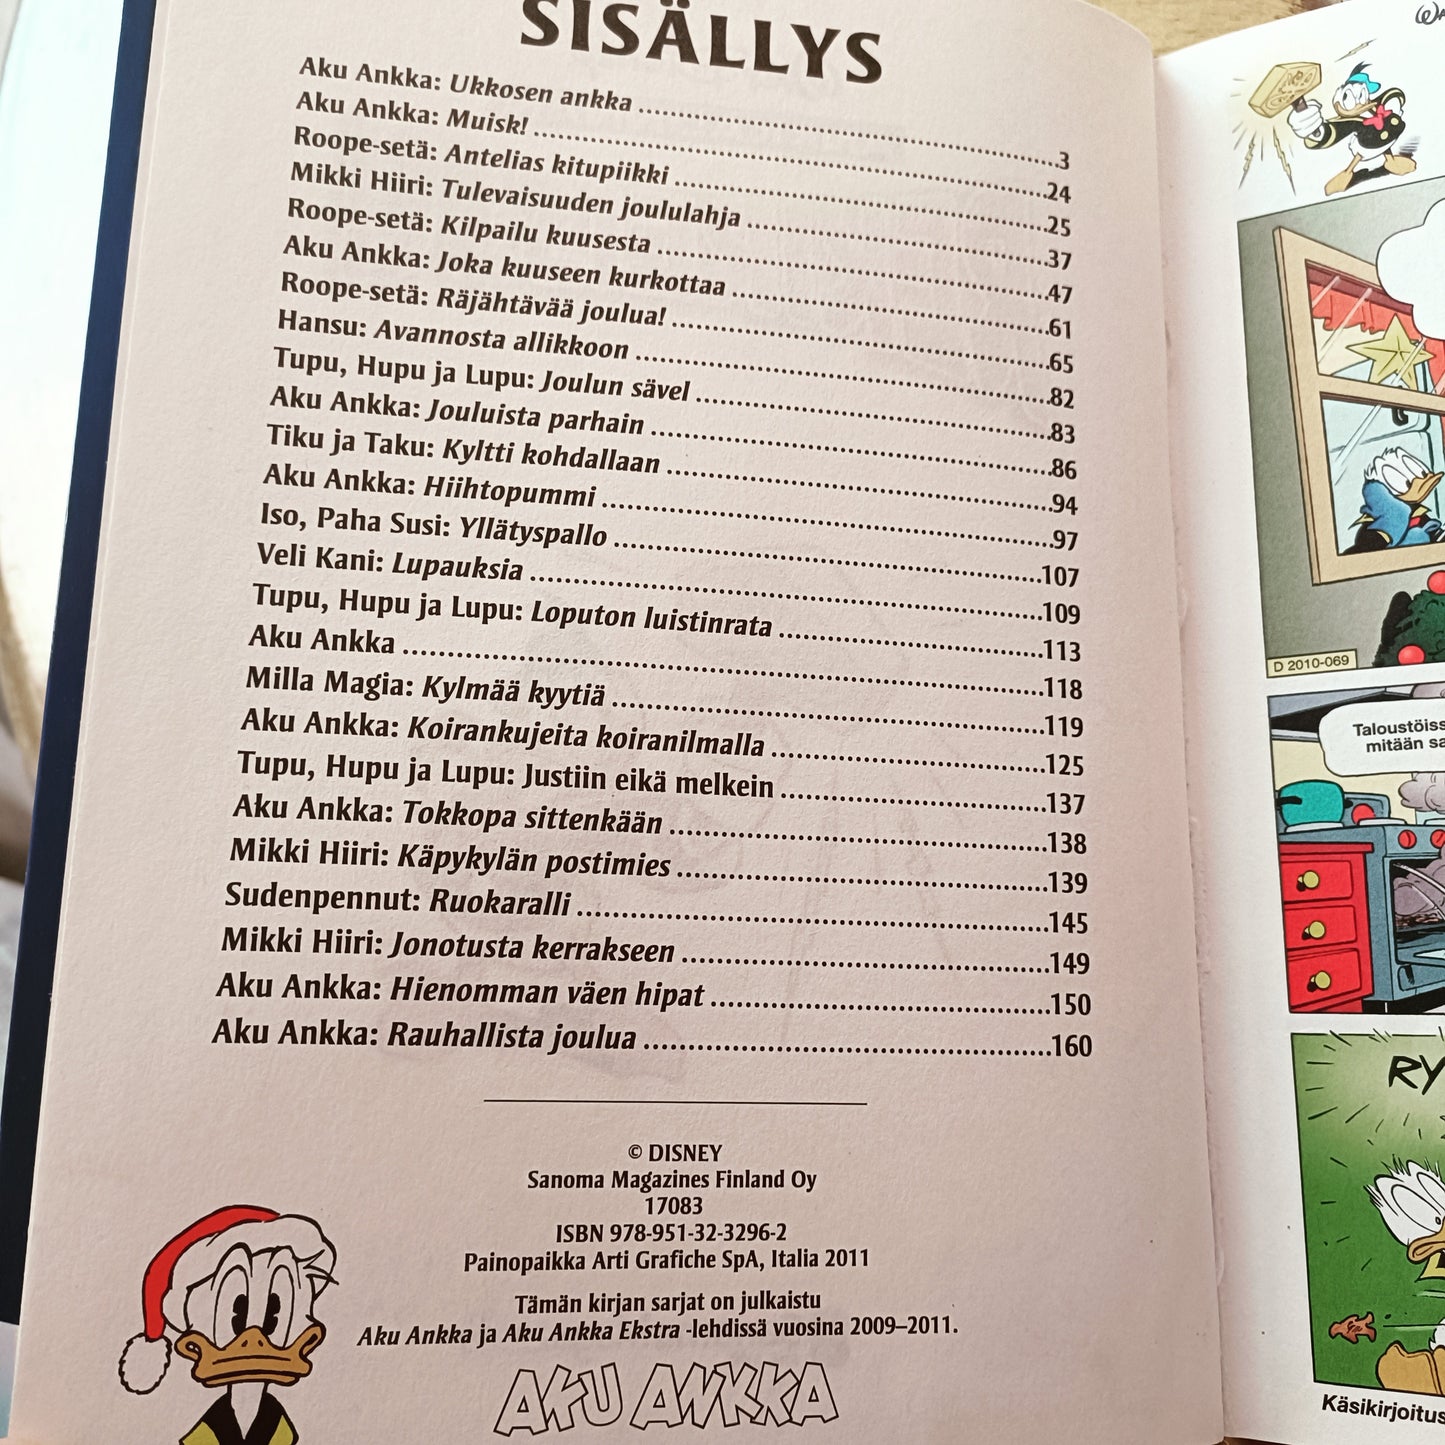 SISÄLLYS
Aku Ankka: Ukkosen ankka ........ 3
Aku Ankka: Muisk! ........ 24
Roope-setä: Antelias kitupiikki ........ 25
Mikki Hiiri: Tulevaisuuden joululahja ........ 37
Roope-setä: Kilpailu kuusesta ........ 47
Aku Ankka: Joka kuuseen kurkottaa ........ 61
Roope-setä: Räjähtävää joulua! ........ 65
Hansu: Avannosta allikkoon ........ 82
Tupu, Hupu ja Lupu: Joulun sävel ........ 83
Aku Ankka: Jouluista parhain ........ 86
Tiku ja Taku: Kyltti kohdallaan ........ 94
Aku Ankka: Hiihtopummi ........ 97
Iso, Paha Susi: Yllätyspallo ........ 107
Veli Kani: Lupauksia ........ 109
Tupu, Hupu ja Lupu: Loputon luistinrata ........ 113
Aku Ankka ........ 118
Milla Magia: Kylmää kyytiä ........ 119
Aku Ankka: Koirankujeita koiranilmalla ........ 125
Tupu, Hupu ja Lupu: Justiin eikä melkein ........ 137
Aku Ankka: Tokkopa sittenkään ........ 138
Mikki Hiiri: Käpykylän postimies ........ 139
Sudenpennut: Ruokaralli ........ 145
Mikki Hiiri: Jonotusta kerrakseen ........ 149
Aku Ankka: Hienomman väen hipat ........ 150
Aku Ankka: Rauhallista joulua ........ 160
© DISNEY
Sanoma Magazines Finland Oy
17083
ISBN 978-951-32-3296-2
Painopaikka Arti Grafiche SpA, Italia 2011
Tämän kirjan sarjat on julkaistu
Aku Ankka ja Aku Ankka Ekstra -lehdissä vuosina 2009–2011.
AKU ANKKA
D 2010-069
Taloustöiss
mitään sa
RY
Käsikirjoitus